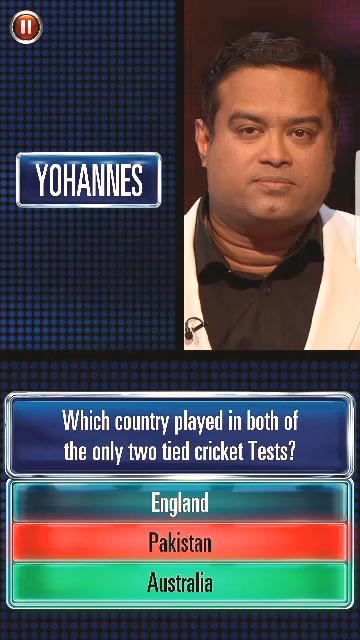 YOHANNES
Which country played in both of
the only two tied cricket Tests?
England
Pakistan
Australia